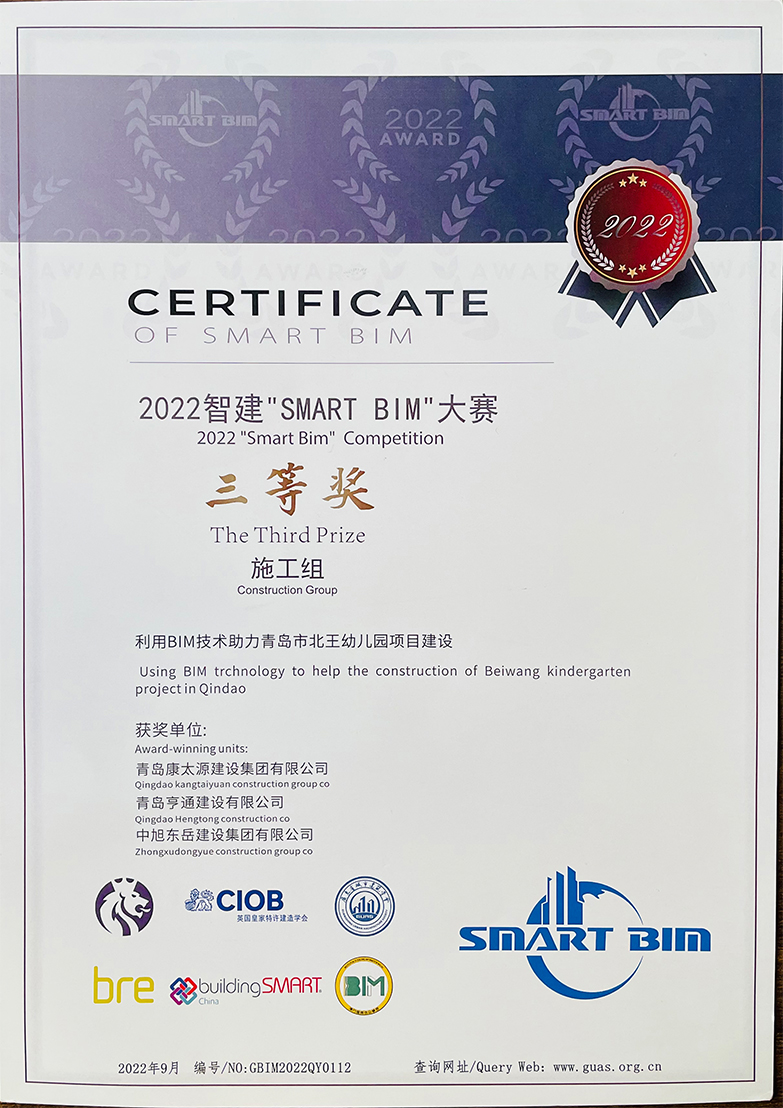 SMART BIM
2022
AWARD
SMART BIM
2022
2022
AWARD
AWARD
CERTIFICATE
OF SMART BIM
2022智建"SMART BIM"大赛
2022 "Smart Bim" Competition
三等奖
The Third Prize
施工组
Construction Group
利用BIM技术助力青岛市北王幼儿园项目建设
Using BIM trchnology to help the construction of Beiwang kindergarten
project in Qindao
获奖单位:
Award-winning units:
青岛康太源建设集团有限公司
Qingdao kangtaiyuan construction group co
青岛亨通建设有限公司
Qingdao Hengtong construction co
中旭东岳建设集团有限公司
Zhongxudongyue construction group co
CIOB
英国皇家特许建造学会
GUAS
SMART BIM
bre
buildingSMART
China
BIM
2022年9月 编号/NO:GBIM2022QY0112 查询网址/Query Web: www.guas.org.cn